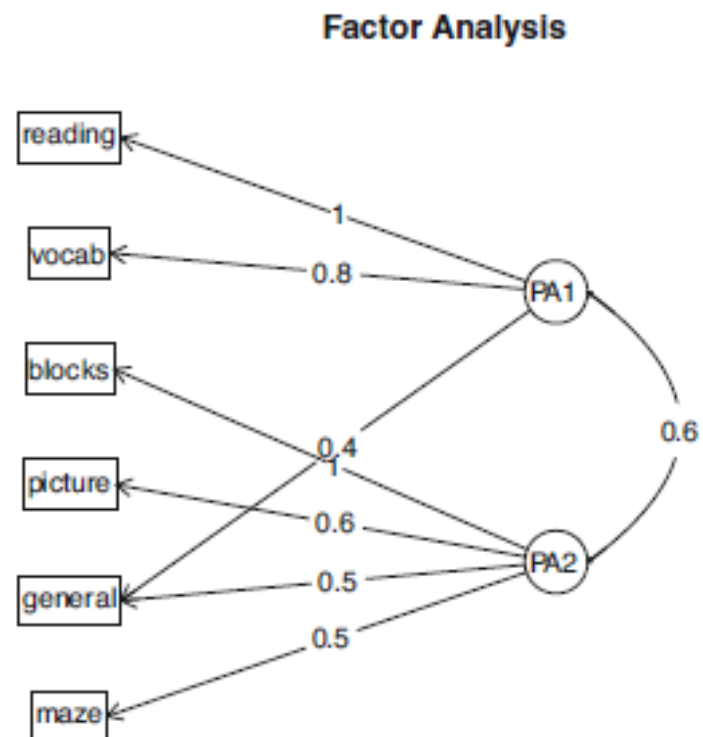 Factor Analysis
reading
1
vocab
0.8
PA1
blocks
0.4
0.6
1
picture
0.6
PA2
general
0.5
0.5
maze